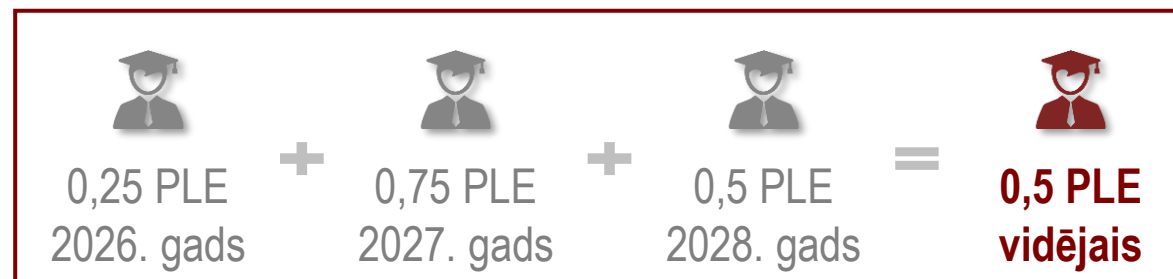 0,25 PLE
2026. gads
+
0,75 PLE
2027. gads
+
0,5 PLE
2028. gads
=
0,5 PLE
vidējais